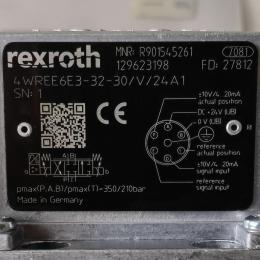 rexroth
MNR: R901545261
7081
129623198
FD: 27812
4WREE6E3-32-30/V/24A1
SN: 1
CE
±10V/4..20mA
actual position
DC +24V (UB)
0 V (UB)
reference
actual position
±10V/4..20mA
signal input
reference
signal input
pmax(P,A,B)/pmax(T)=350/210bar
Made in Germany